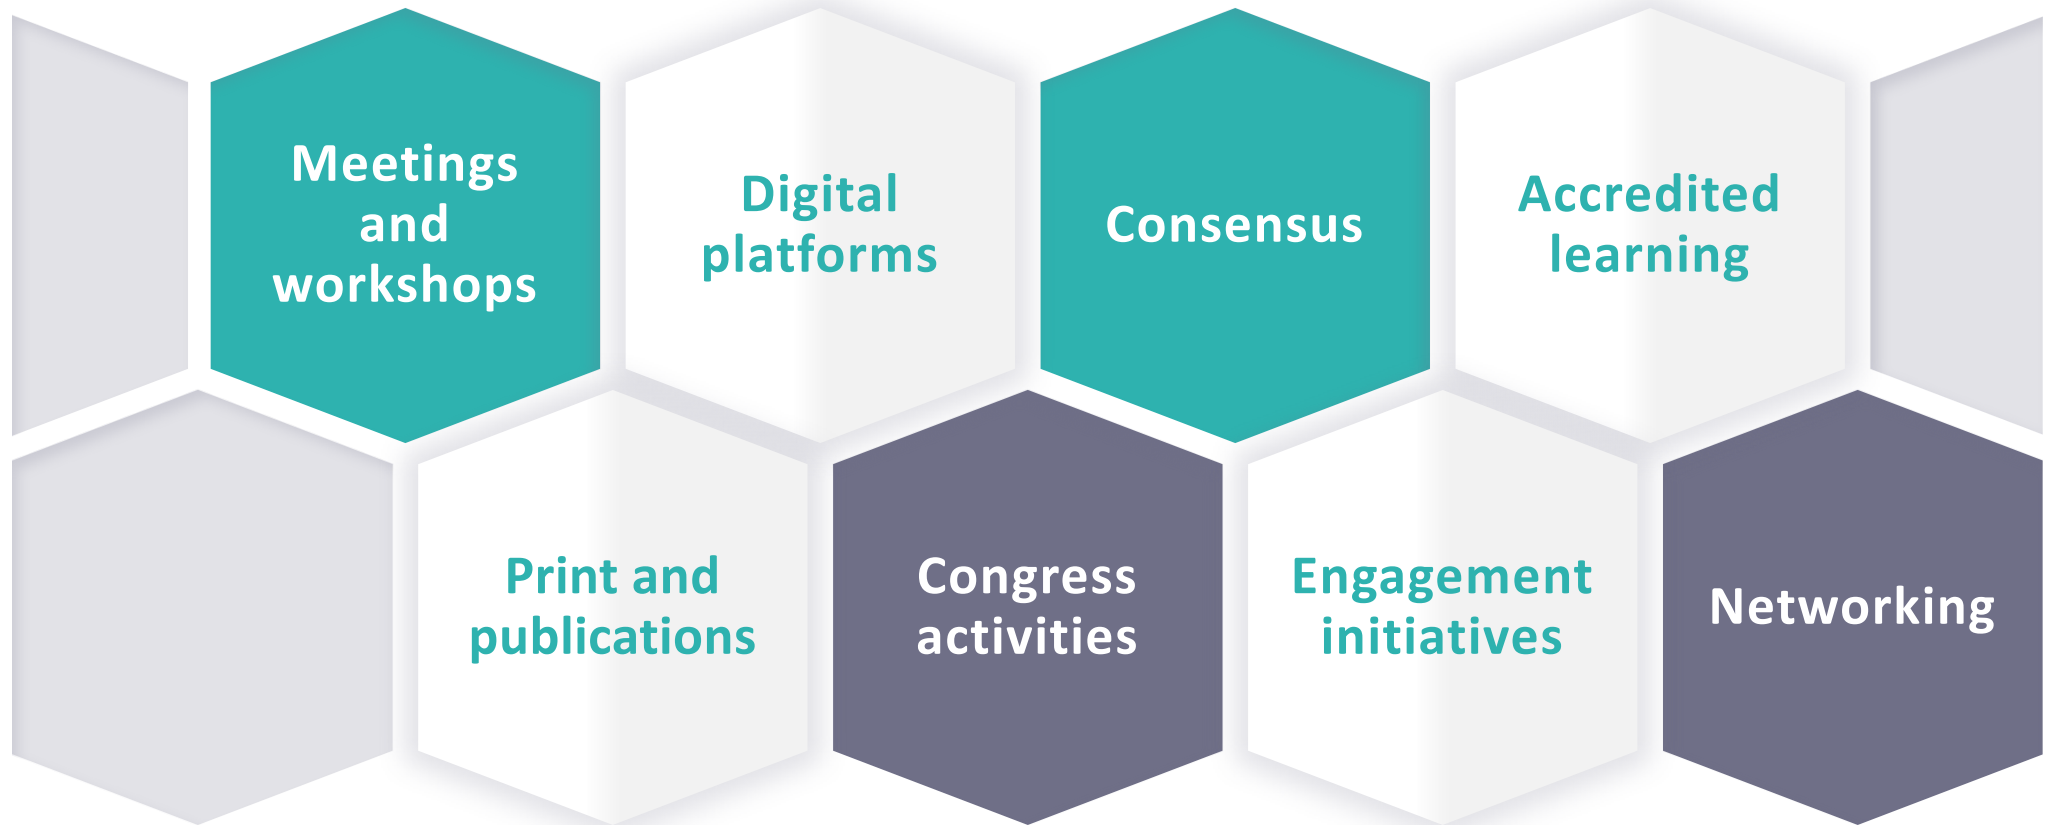 Meetings
and
workshops
Digital
platforms
Consensus
Accredited
learning
Print and
publications
Congress
activities
Engagement
initiatives
Networking